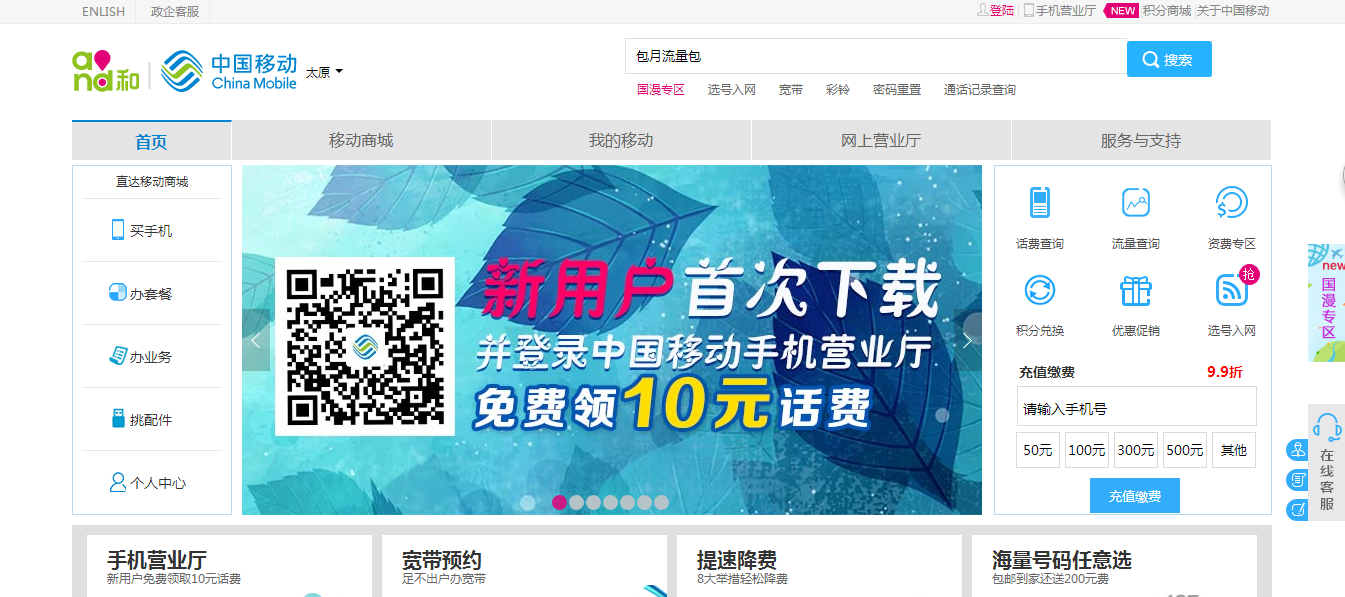 ENLISH 政企客服 登陆 手机营业厅 NEW 积分商城 关于中国移动
and和 中国移动 China Mobile 太原
包月流量包 搜索
国漫专区 选号入网 宽带 彩铃 密码重置 通话记录查询
首页 移动商城 我的移动 网上营业厅 服务与支持
直达移动商城
买手机
办套餐
办业务
挑配件
个人中心
新用户首次下载
并登录中国移动手机营业厅
免费领10元话费
话费查询 流量查询 资费专区
抢
积分兑换 优惠促销 选号入网
充值缴费 9.9折
请输入手机号
50元 100元 300元 500元 其他
充值缴费
new
国漫专区
在线客服
手机营业厅
新用户免费领取10元话费
宽带预约
足不出户办宽带
提速降费
8大举措轻松降费
海量号码任意选
包邮到家还送200元费